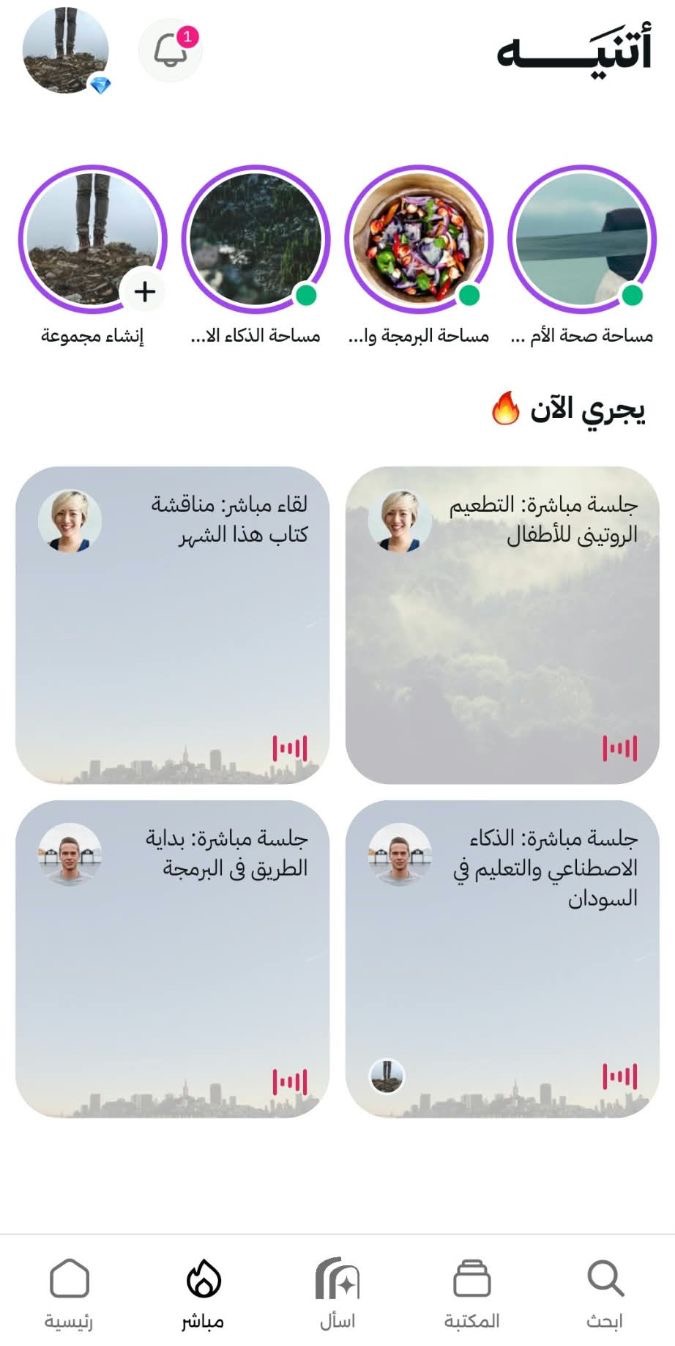 أتنيَــــه
1
مساحة صحة الأم ...
مساحة البرمجة وا...
مساحة الذكاء الا...
إنشاء مجموعة
يجري الآن 🔥
جلسة مباشرة: التطعيم
الروتيني للأطفال
لقاء مباشر: مناقشة
كتاب هذا الشهر
جلسة مباشرة: الذكاء
الاصطناعي والتعليم في
السودان
جلسة مباشرة: بداية
الطريق في البرمجة
ابحث
المكتبة
اسأل
مباشر
رئيسية